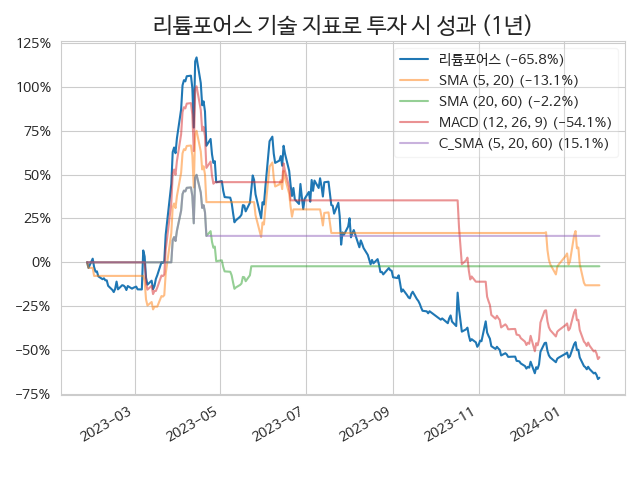 리튬포어스 기술 지표로 투자 시 성과 (1년)
125%
100%
75%
50%
25%
0%
−25%
−50%
−75%
리튬포어스 (−65.8%)
SMA (5, 20) (−13.1%)
SMA (20, 60) (−2.2%)
MACD (12, 26, 9) (−54.1%)
C_SMA (5, 20, 60) (15.1%)
2023−03
2023−05
2023−07
2023−09
2023−11
2024−01